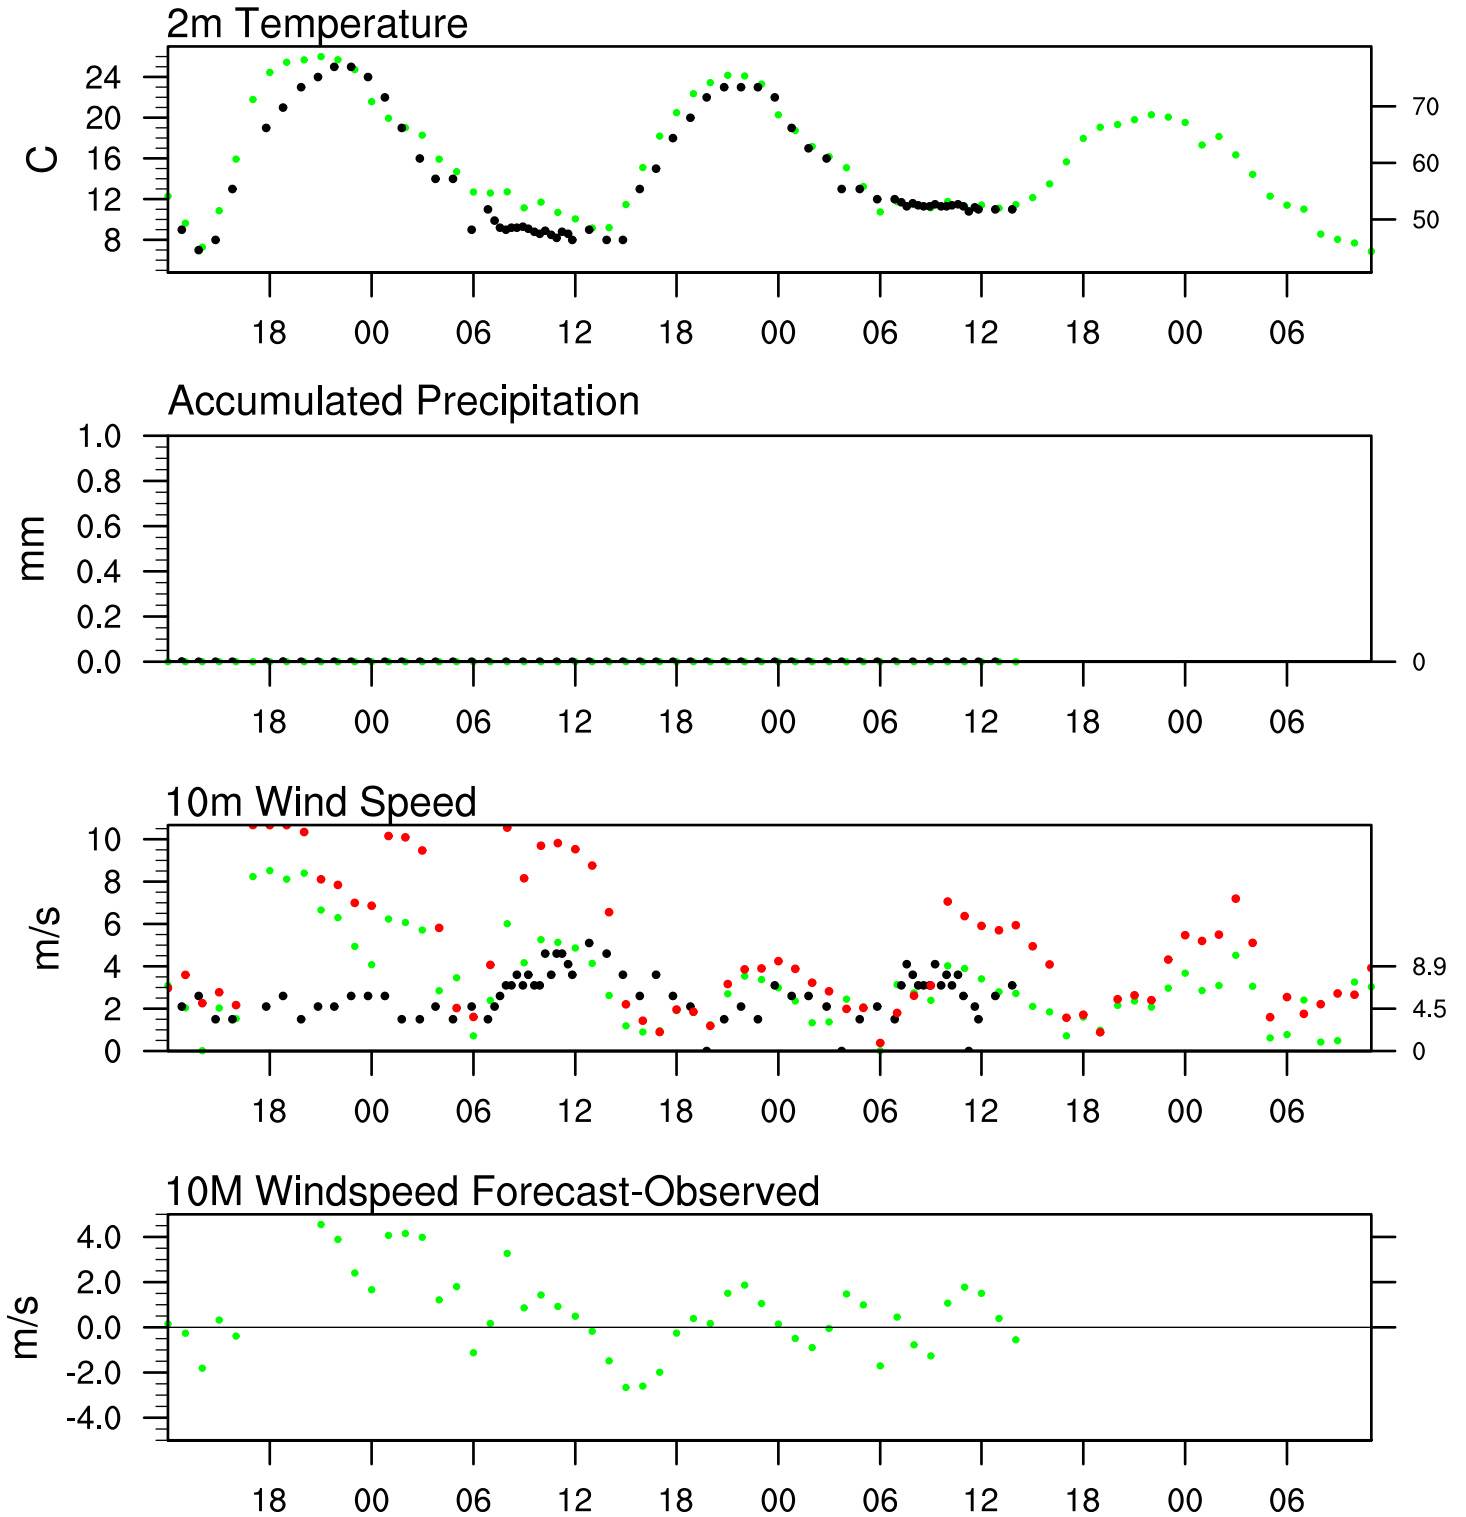 2m Temperature
24
20
16
12
8
C
70
60
50
18 00 06 12 18 00 06 12 18 00 06
Accumulated Precipitation
1.0
0.8
0.6
0.4
0.2
0.0
mm
0
18 00 06 12 18 00 06 12 18 00 06
10m Wind Speed
10
8
6
4
2
0
m/s
8.9
4.5
0
18 00 06 12 18 00 06 12 18 00 06
10M Windspeed Forecast-Observed
4.0
2.0
0.0
-2.0
-4.0
m/s
18 00 06 12 18 00 06 12 18 00 06